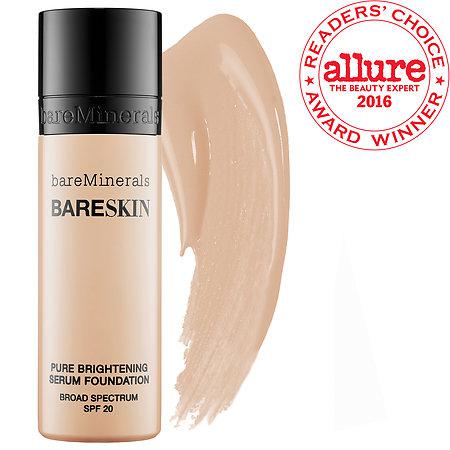 bareMinerals
bareMinerals
BARESKIN
PURE BRIGHTENING
SERUM FOUNDATION
BROAD SPECTRUM
SPF 20
READERS' CHOICE
allure
THE BEAUTY EXPERT
2016
AWARD WINNER